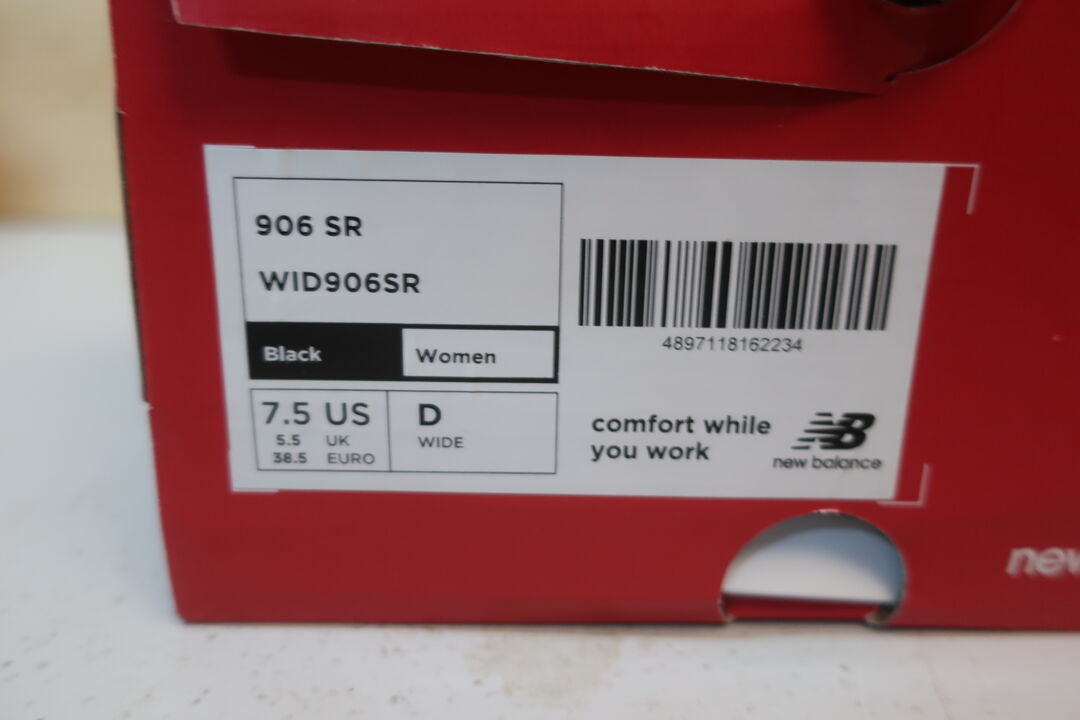 906 SR
WID906SR
Black Women
7.5 US D
5.5 UK WIDE
38.5 EURO
4897118162234
comfort while
you work
NB
new balance
new